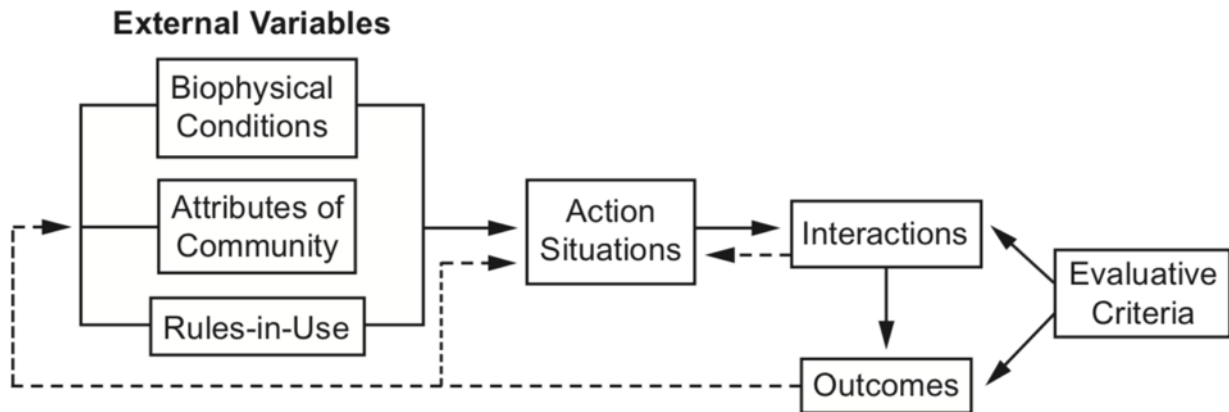 External Variables
Biophysical
Conditions
Attributes of
Community
Rules-in-Use
Action
Situations
Interactions
Outcomes
Evaluative
Criteria